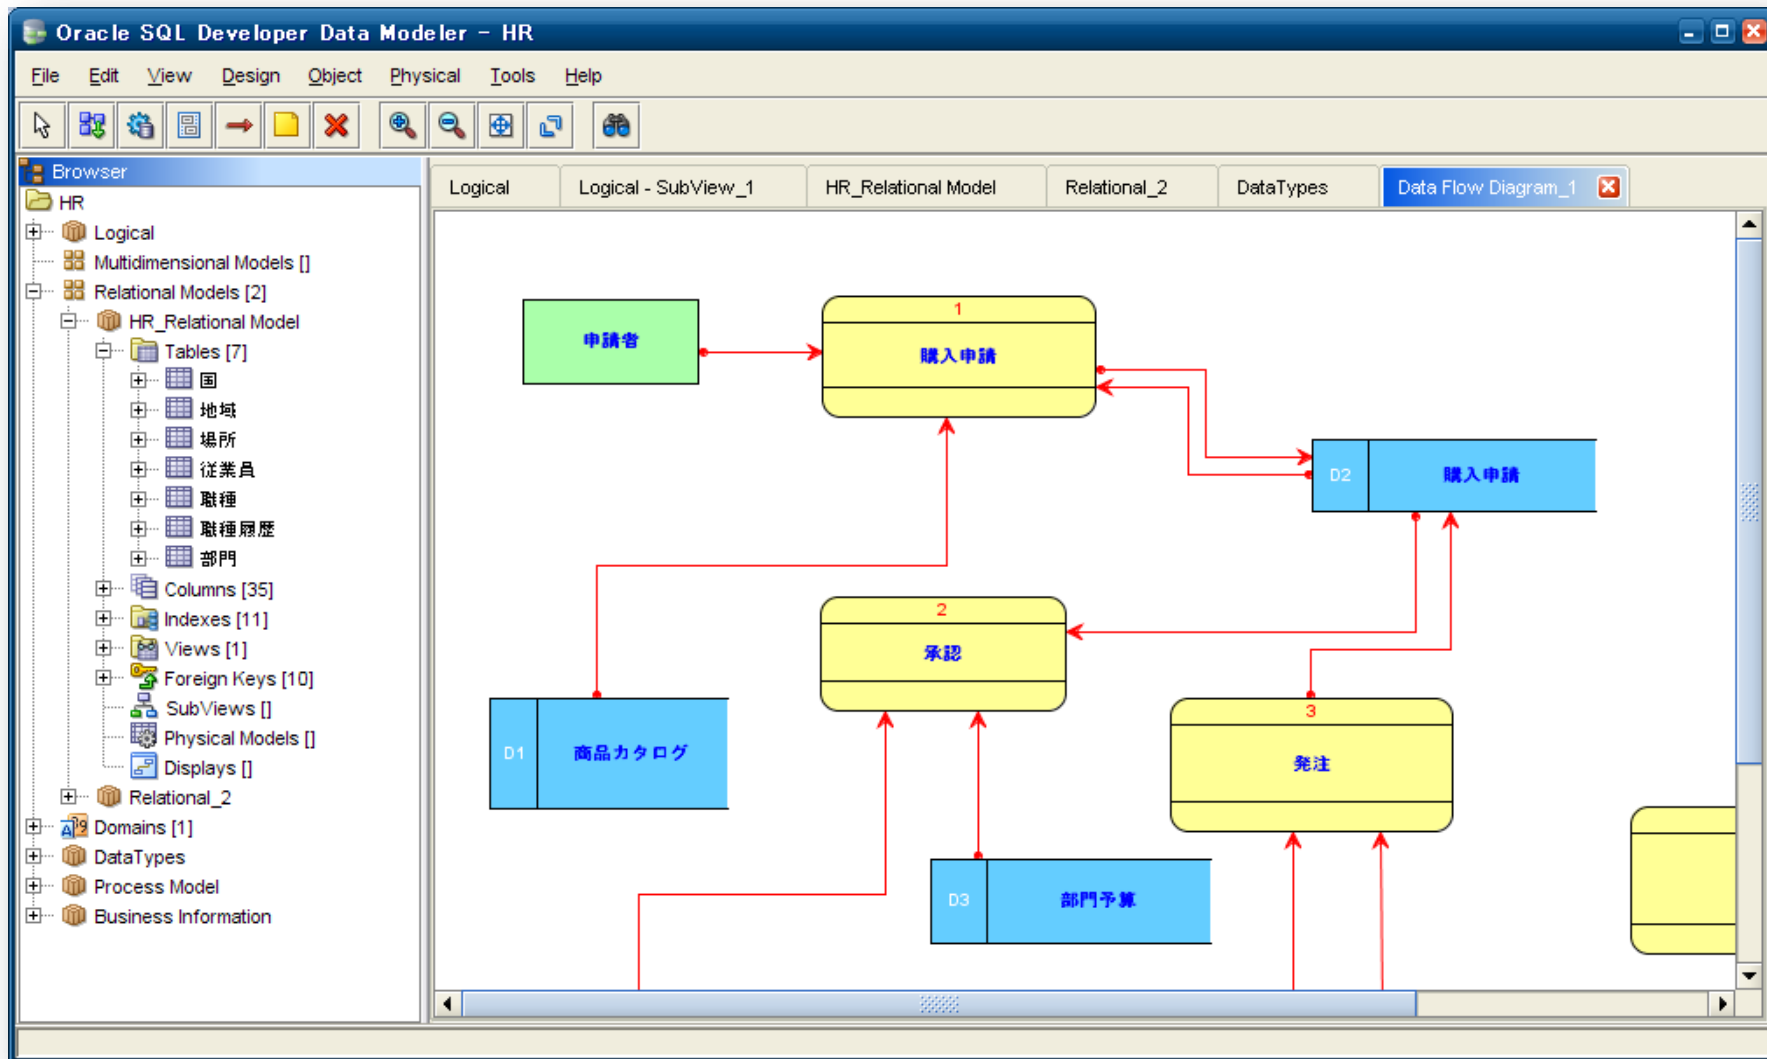 Oracle SQL Developer Data Modeler - HR
File Edit View Design Object Physical Tools Help
Browser
HR
Logical
Multidimensional Models []
Relational Models [2]
HR_Relational Model
Tables [7]
国
地域
場所
従業員
職種
職種履歴
部門
Columns [35]
Indexes [11]
Views [1]
Foreign Keys [10]
SubViews []
Physical Models []
Displays []
Relational_2
Domains [1]
DataTypes
Process Model
Business Information
Logical Logical - SubView_1 HR_Relational Model Relational_2 DataTypes Data Flow Diagram_1
申請者
1
購入申請
D2 購入申請
2
承認
D1 商品カタログ
3
発注
D3 部門予算